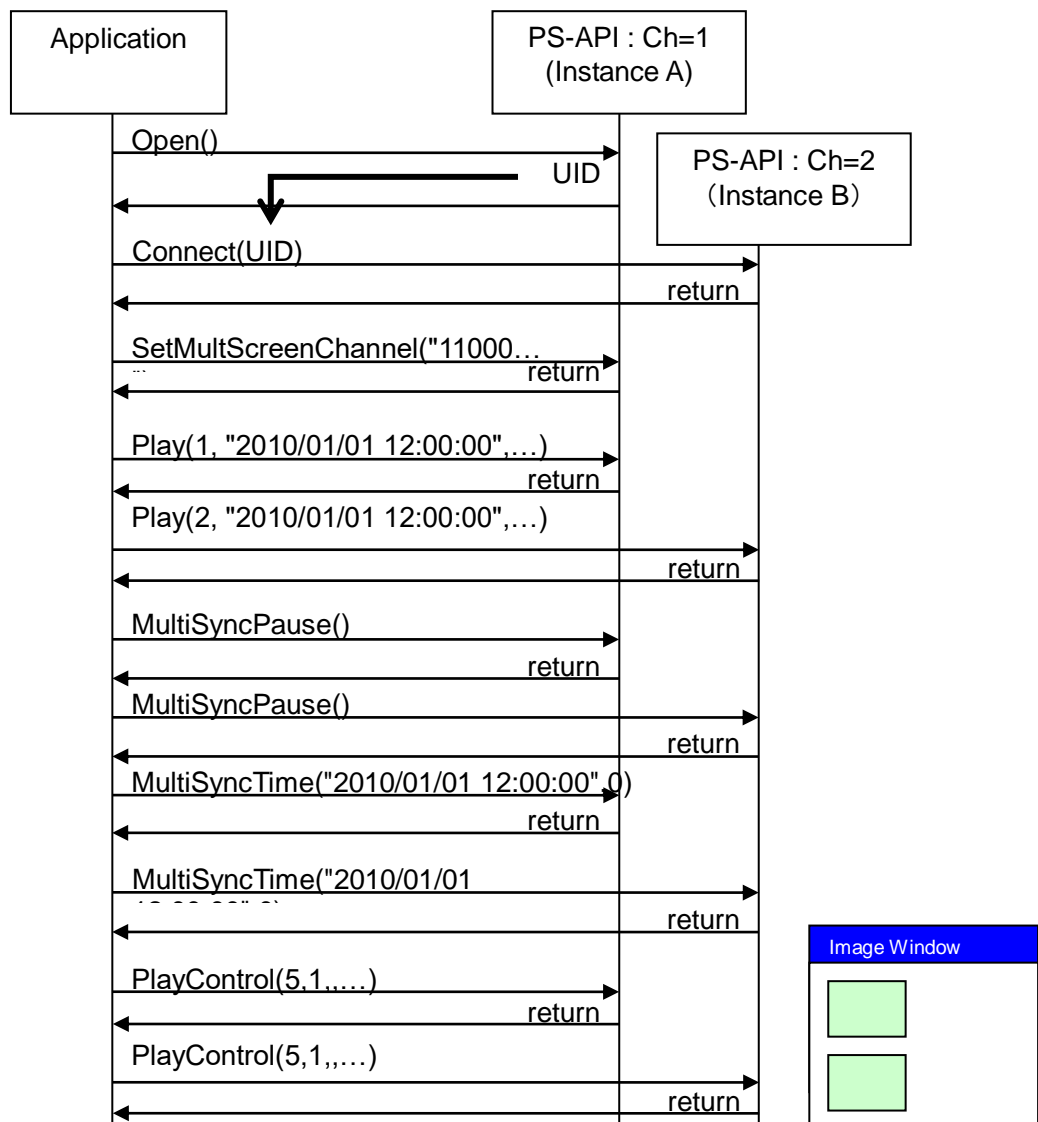 Application
PS-API : Ch=1
(Instance A)
Open()
PS-API : Ch=2
（Instance B）
UID
Connect(UID)
return
SetMultScreenChannel("11000…
return
Play(1, "2010/01/01 12:00:00",…)
return
Play(2, "2010/01/01 12:00:00",…)
return
MultiSyncPause()
return
MultiSyncPause()
return
MultiSyncTime("2010/01/01 12:00:00",0)
return
MultiSyncTime("2010/01/01
return
Image Window
PlayControl(5,1,,…)
return
PlayControl(5,1,,…)
return